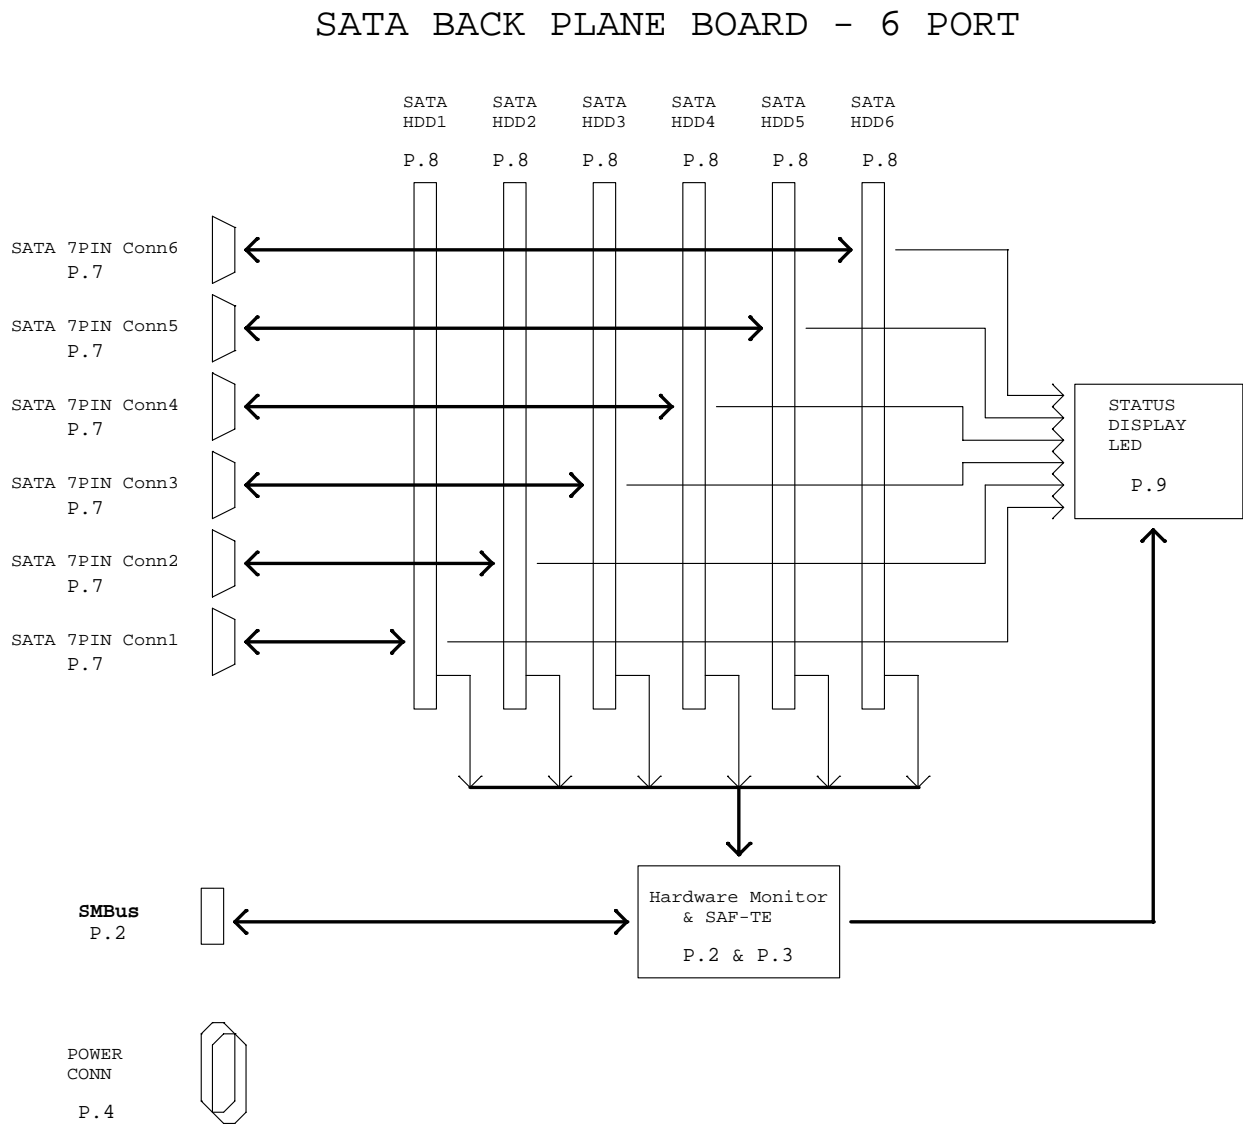 SATA BACK PLANE BOARD - 6 PORT
SATA HDD1 P.8
SATA HDD2 P.8
SATA HDD3 P.8
SATA HDD4 P.8
SATA HDD5 P.8
SATA HDD6 P.8
SATA 7PIN Conn6
P.7
SATA 7PIN Conn5
P.7
SATA 7PIN Conn4
P.7
SATA 7PIN Conn3
P.7
SATA 7PIN Conn2
P.7
SATA 7PIN Conn1
P.7
STATUS
DISPLAY
LED
P.9
Hardware Monitor
& SAF-TE
P.2 & P.3
SMBus
P.2
POWER
CONN
P.4